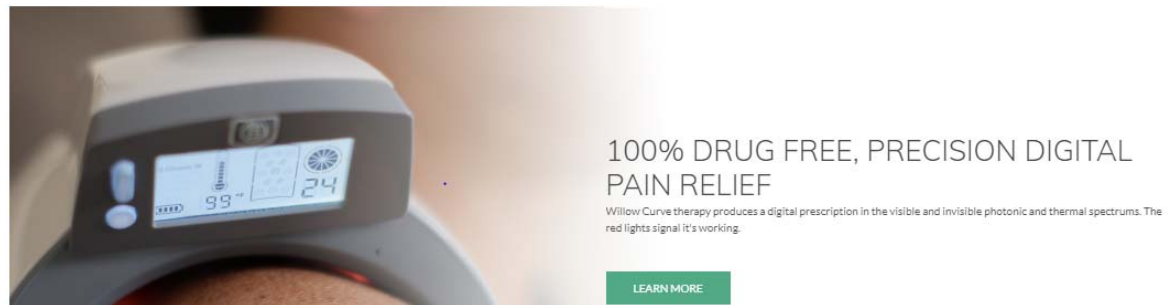 99
24
100% DRUG FREE, PRECISION DIGITAL
PAIN RELIEF
Willow Curve therapy produces a digital prescription in the visible and invisible photonic and thermal spectrums. The
red lights signal it's working.
LEARN MORE